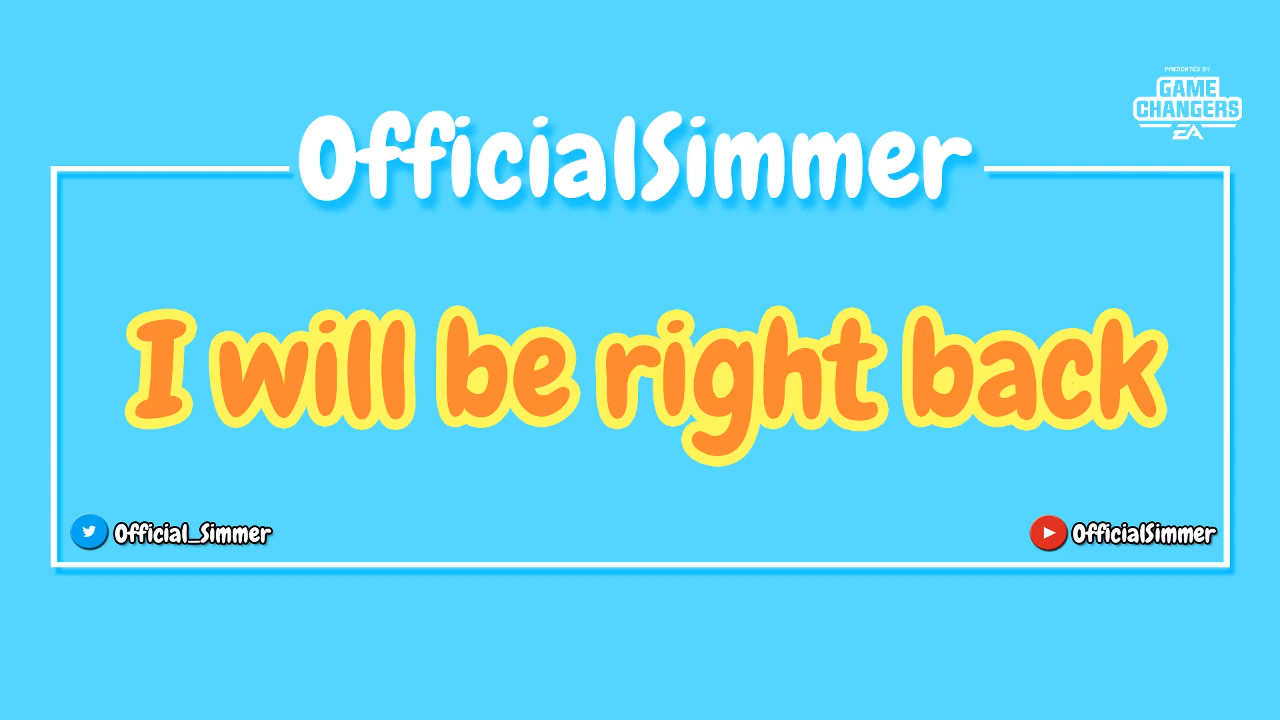 PRESENTED BY
GAME
CHANGERS
EA
OfficialSimmer
I will be right back
Official_Simmer
OfficialSimmer